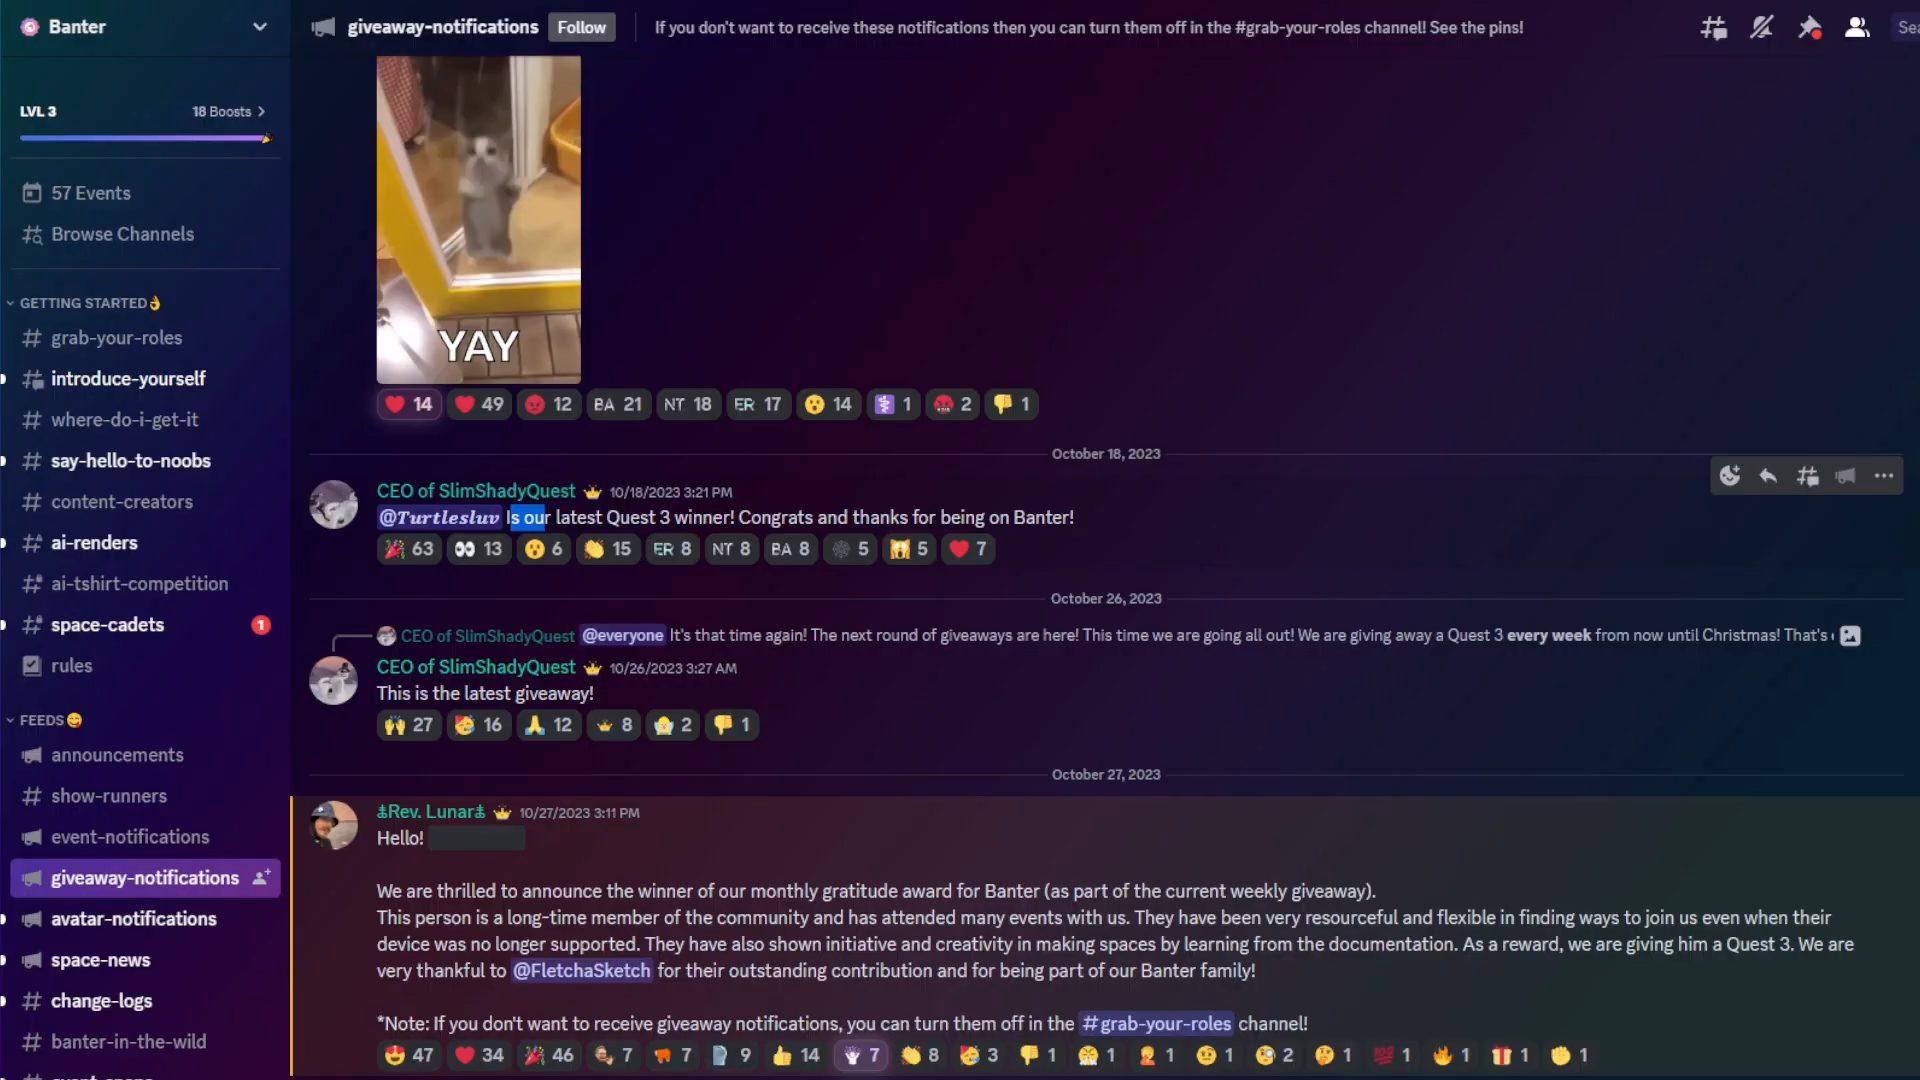 Banter
giveaway-notifications
Follow
If you don't want to receive these notifications then you can turn them off in the #grab-your-roles channel! See the pins!
LVL 3
18 Boosts
57 Events
Browse Channels
GETTING STARTED👌
grab-your-roles
introduce-yourself
where-do-i-get-it
say-hello-to-noobs
content-creators
ai-renders
ai-tshirt-competition
space-cadets
1
rules
FEEDS😋
announcements
show-runners
event-notifications
giveaway-notifications
avatar-notifications
space-news
change-logs
banter-in-the-wild
YAY
14 49 12 BA 21 NT 18 ER 17 14 1 2 1
October 18, 2023
CEO of SlimShadyQuest 10/18/2023 3:21 PM
@Turtlesluv Is our latest Quest 3 winner! Congrats and thanks for being on Banter!
63 13 6 15 ER 8 NT 8 BA 8 5 5 7
October 26, 2023
CEO of SlimShadyQuest @everyone It's that time again! The next round of giveaways are here! This time we are going all out! We are giving away a Quest 3 every week from now until Christmas! That's
CEO of SlimShadyQuest 10/26/2023 3:27 AM
This is the latest giveaway!
27 16 12 8 2 1
October 27, 2023
⚓Rev. Lunar⚓ 10/27/2023 3:11 PM
Hello!
We are thrilled to announce the winner of our monthly gratitude award for Banter (as part of the current weekly giveaway).
This person is a long-time member of the community and has attended many events with us. They have been very resourceful and flexible in finding ways to join us even when their
device was no longer supported. They have also shown initiative and creativity in making spaces by learning from the documentation. As a reward, we are giving him a Quest 3. We are
very thankful to @FletchaSketch for their outstanding contribution and for being part of our Banter family!
*Note: If you don't want to receive giveaway notifications, you can turn them off in the #grab-your-roles channel!
47 34 46 7 7 9 14 7 8 3 1 1 1 1 2 1 1 1 1 1